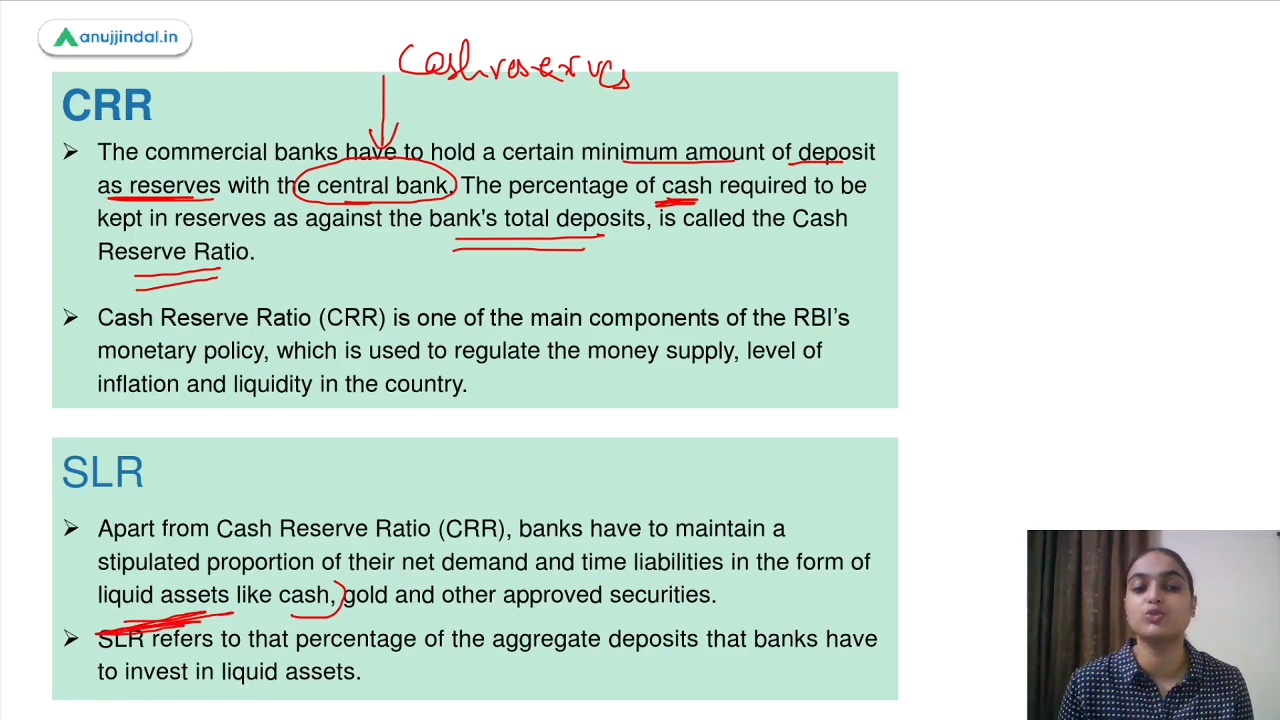 anujjindal.in
Cash reserves
CRR
➢ The commercial banks have to hold a certain minimum amount of deposit
as reserves with the central bank. The percentage of cash required to be
kept in reserves as against the bank's total deposits, is called the Cash
Reserve Ratio.
➢ Cash Reserve Ratio (CRR) is one of the main components of the RBI’s
monetary policy, which is used to regulate the money supply, level of
inflation and liquidity in the country.
SLR
➢ Apart from Cash Reserve Ratio (CRR), banks have to maintain a
stipulated proportion of their net demand and time liabilities in the form of
liquid assets like cash, gold and other approved securities.
➢ SLR refers to that percentage of the aggregate deposits that banks have
to invest in liquid assets.